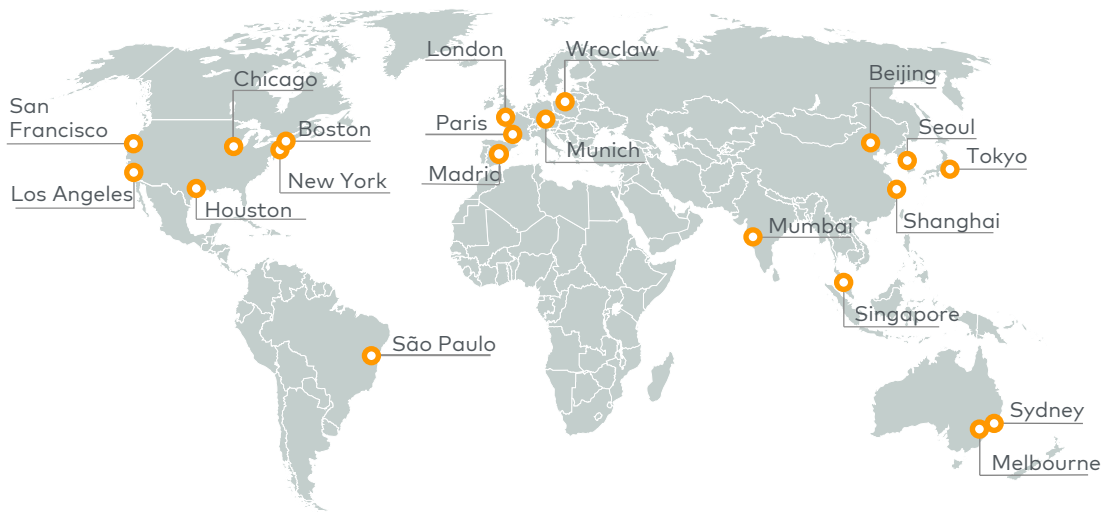 London
Wroclaw
Chicago
Beijing
San
Francisco
Boston
Paris
Seoul
Munich
Tokyo
Madrid
New York
Los Angeles
Houston
Shanghai
Mumbai
Singapore
São Paulo
Sydney
Melbourne